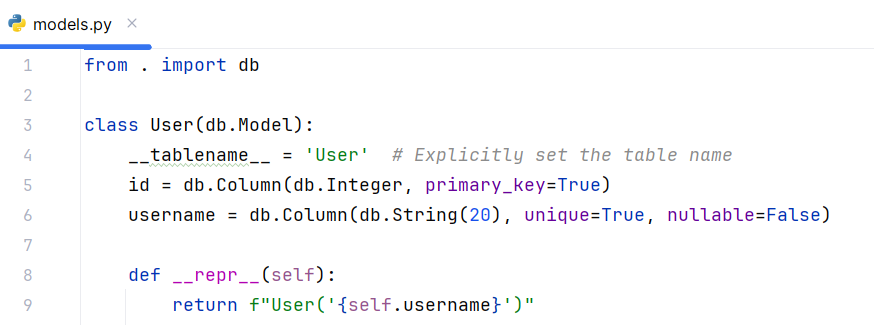 models.py
1 from . import db
2
3 class User(db.Model):
4     __tablename__ = 'User'  # Explicitly set the table name
5     id = db.Column(db.Integer, primary_key=True)
6     username = db.Column(db.String(20), unique=True, nullable=False)
7
8     def __repr__(self):
9         return f"User('{self.username}')"